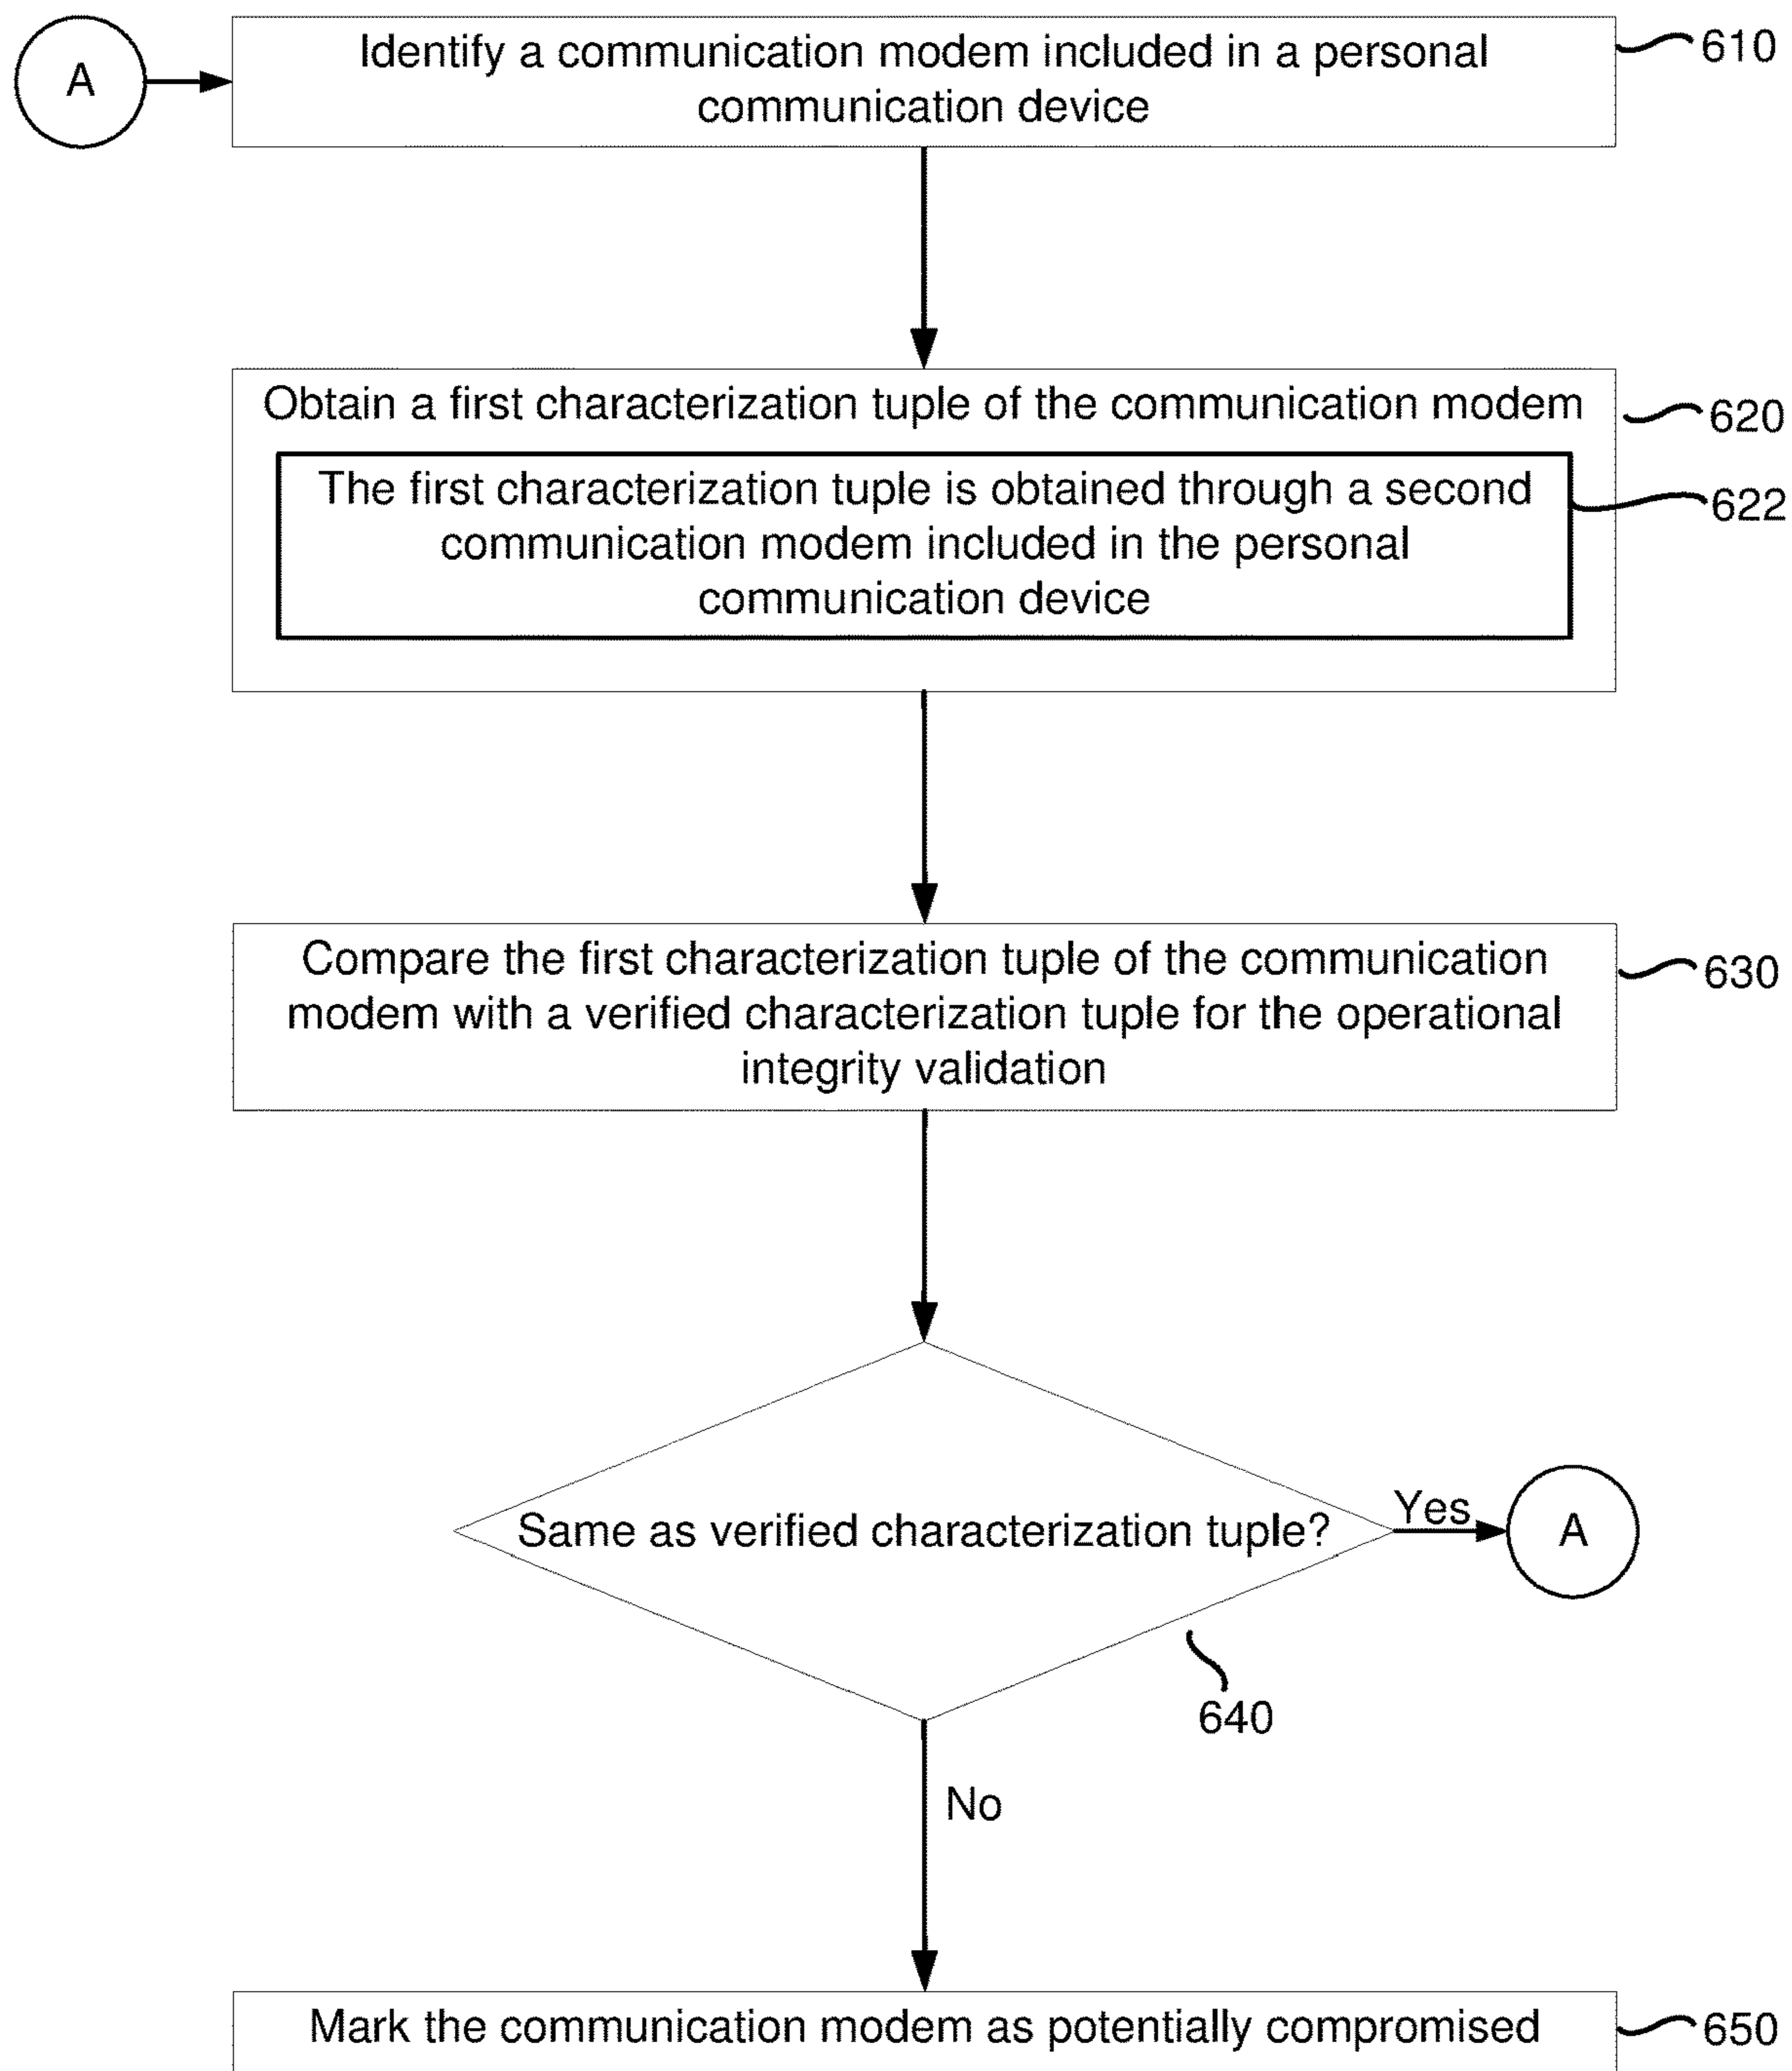 A
Identify a communication modem included in a personal
communication device
610
Obtain a first characterization tuple of the communication modem
620
The first characterization tuple is obtained through a second
communication modem included in the personal
communication device
622
Compare the first characterization tuple of the communication
modem with a verified characterization tuple for the operational
integrity validation
630
Same as verified characterization tuple?
Yes
A
640
No
Mark the communication modem as potentially compromised
650